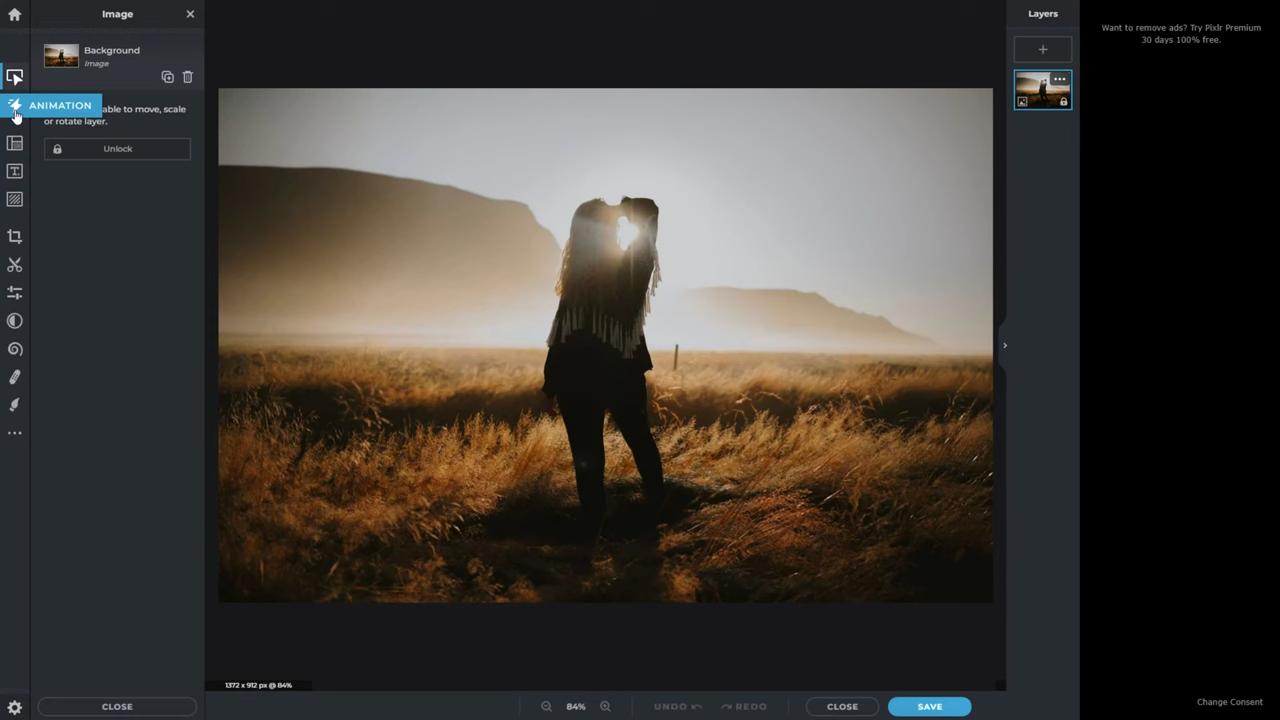 Image
Background
Image
ANIMATION
able to move, scale
or rotate layer.
Unlock
CLOSE
1372 x 912 px @ 84%
84%
UNDO
REDO
CLOSE
SAVE
Layers
Want to remove ads? Try Pixlr Premium
30 days 100% free.
Change Consent